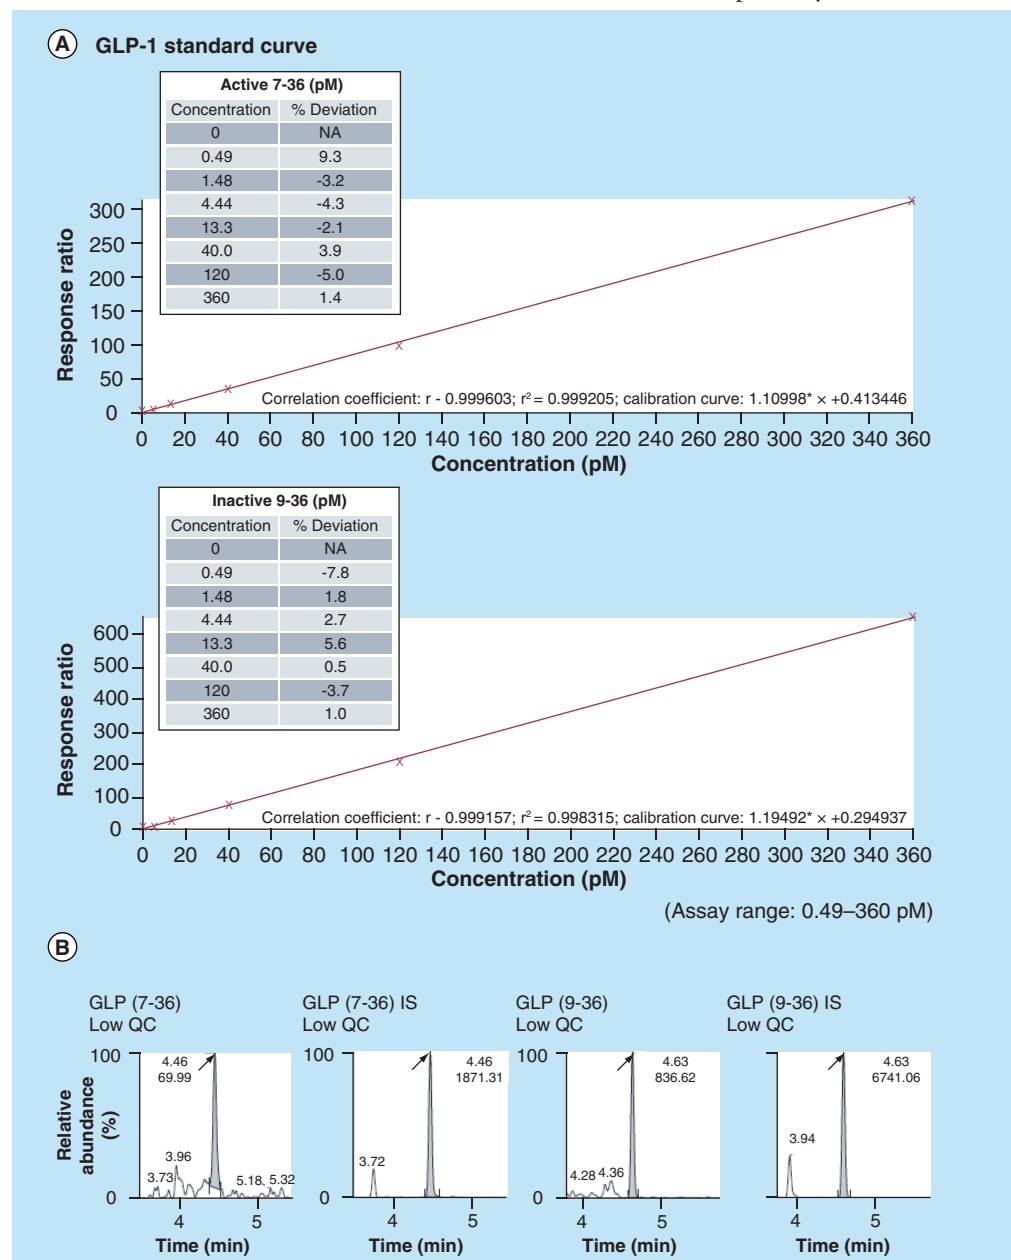 A GLP-1 standard curve
Active 7-36 (pM)
Concentration % Deviation
0 NA
0.49 9.3
1.48 -3.2
4.44 -4.3
13.3 -2.1
40.0 3.9
120 -5.0
360 1.4
Response ratio
300
250
200
150
100
50
0
Correlation coefficient: r - 0.999603; r² = 0.999205; calibration curve: 1.10998* × +0.413446
0 20 40 60 80 100 120 140 160 180 200 220 240 260 280 300 320 340 360
Concentration (pM)
Inactive 9-36 (pM)
Concentration % Deviation
0 NA
0.49 -7.8
1.48 1.8
4.44 2.7
13.3 5.6
40.0 0.5
120 -3.7
360 1.0
Response ratio
600
500
400
300
200
100
0
Correlation coefficient: r - 0.999157; r² = 0.998315; calibration curve: 1.19492* × +0.294937
0 20 40 60 80 100 120 140 160 180 200 220 240 260 280 300 320 340 360
Concentration (pM)
(Assay range: 0.49–360 pM)
B
GLP (7-36)
Low QC
Relative
abundance
(%)
100
0
4.46
69.99
3.96
3.73
5.18
5.32
4 5
Time (min)
GLP (7-36) IS
Low QC
100
0
4.46
1871.31
3.72
4 5
Time (min)
GLP (9-36)
Low QC
100
0
4.63
836.62
4.28 4.36
4 5
Time (min)
GLP (9-36) IS
Low QC
4.63
6741.06
3.94
4 5
Time (min)